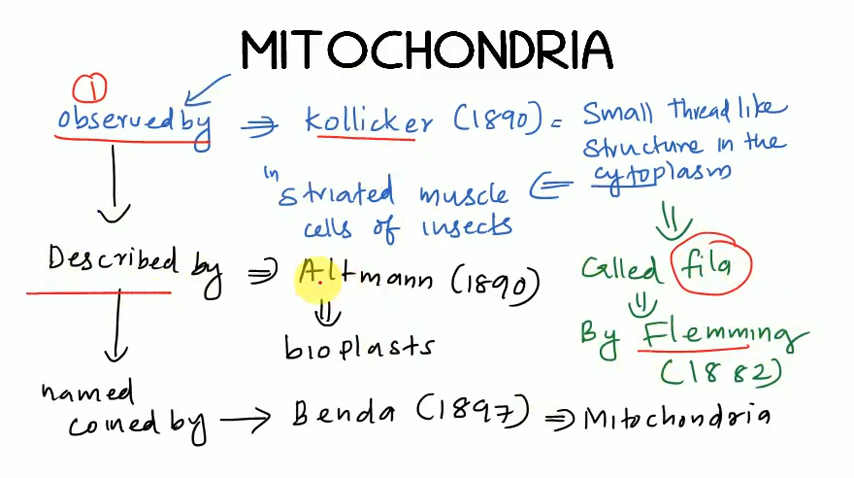 MITOCHONDRIA
1
Observed by ⇒ Kollicker (1890) = Small thread like
structure in the
cytoplasm
in striated muscle ⇐
cells of insects
⇓
Called fila
⇓
By Flemming
(1882)
Described by ⇒ Altmann (1890)
⇓
bioplasts
named
coined by → Benda (1897) ⇒ Mitochondria